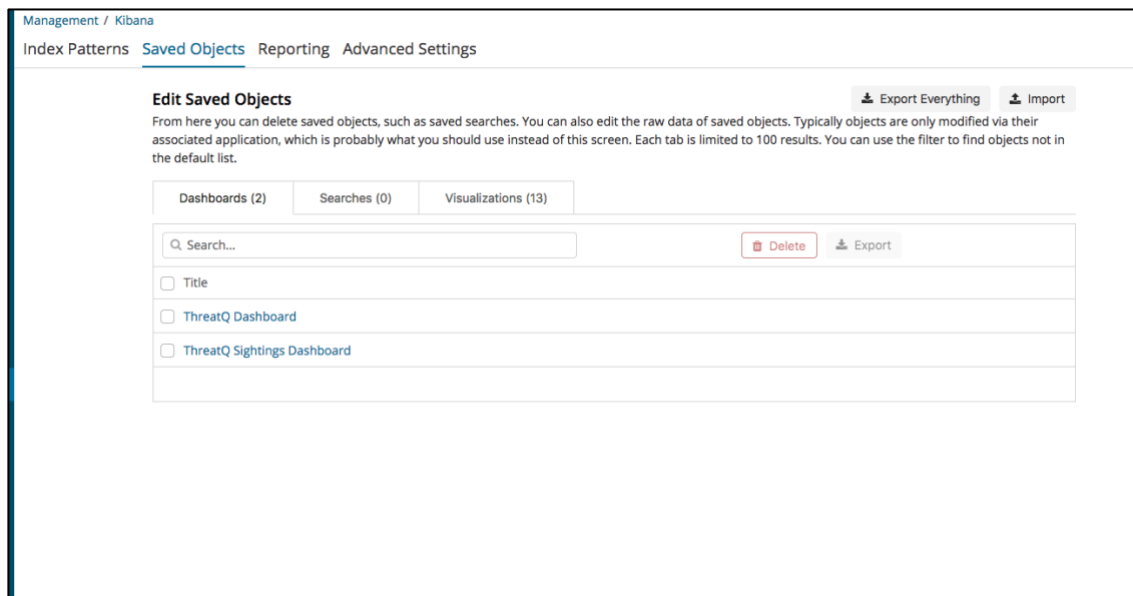 Management / Kibana
Index Patterns Saved Objects Reporting Advanced Settings
Edit Saved Objects
Export Everything
Import
From here you can delete saved objects, such as saved searches. You can also edit the raw data of saved objects. Typically objects are only modified via their
associated application, which is probably what you should use instead of this screen. Each tab is limited to 100 results. You can use the filter to find objects not in
the default list.
Dashboards (2) Searches (0) Visualizations (13)
Search... Delete Export
Title
ThreatQ Dashboard
ThreatQ Sightings Dashboard